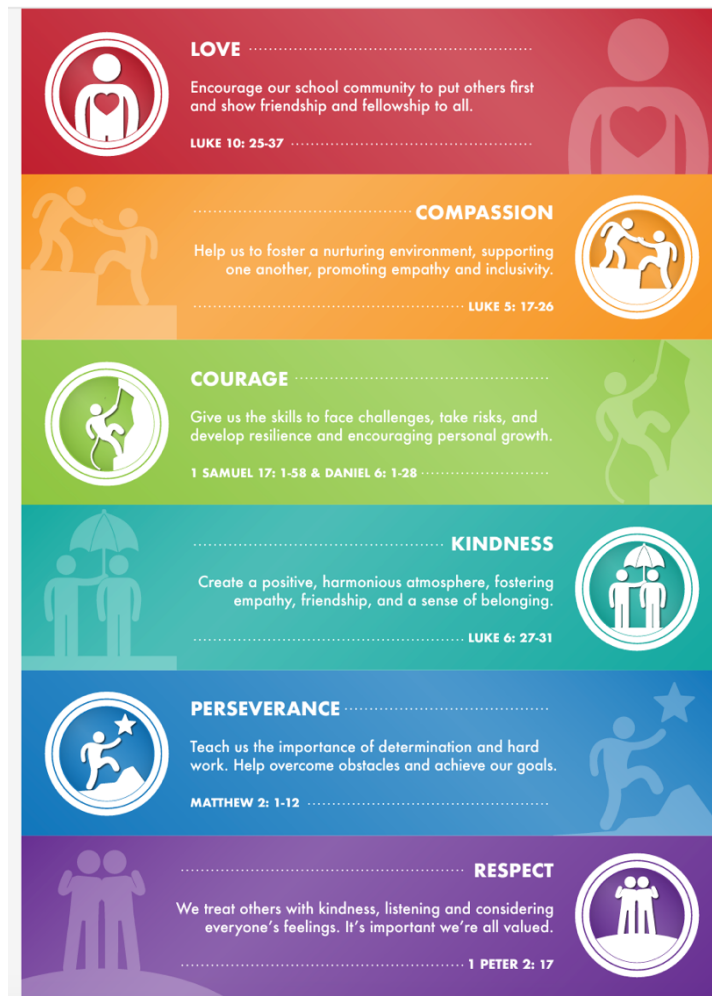 LOVE
Encourage our school community to put others first
and show friendship and fellowship to all.
LUKE 10: 25-37
COMPASSION
Help us to foster a nurturing environment, supporting
one another, promoting empathy and inclusivity.
LUKE 5: 17-26
COURAGE
Give us the skills to face challenges, take risks, and
develop resilience and encouraging personal growth.
1 SAMUEL 17: 1-58 & DANIEL 6: 1-28
KINDNESS
Create a positive, harmonious atmosphere, fostering
empathy, friendship, and a sense of belonging.
LUKE 6: 27-31
PERSEVERANCE
Teach us the importance of determination and hard
work. Help overcome obstacles and achieve our goals.
MATTHEW 2: 1-12
RESPECT
We treat others with kindness, listening and considering
everyone’s feelings. It’s important we’re all valued.
1 PETER 2: 17